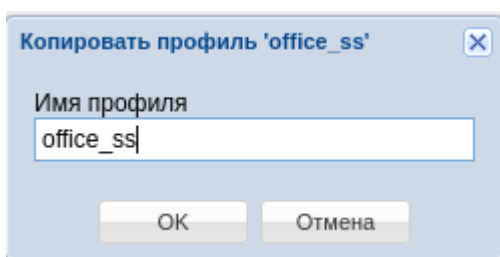 Копировать профиль 'office_ss'
Имя профиля
office_ss
OK
Отмена